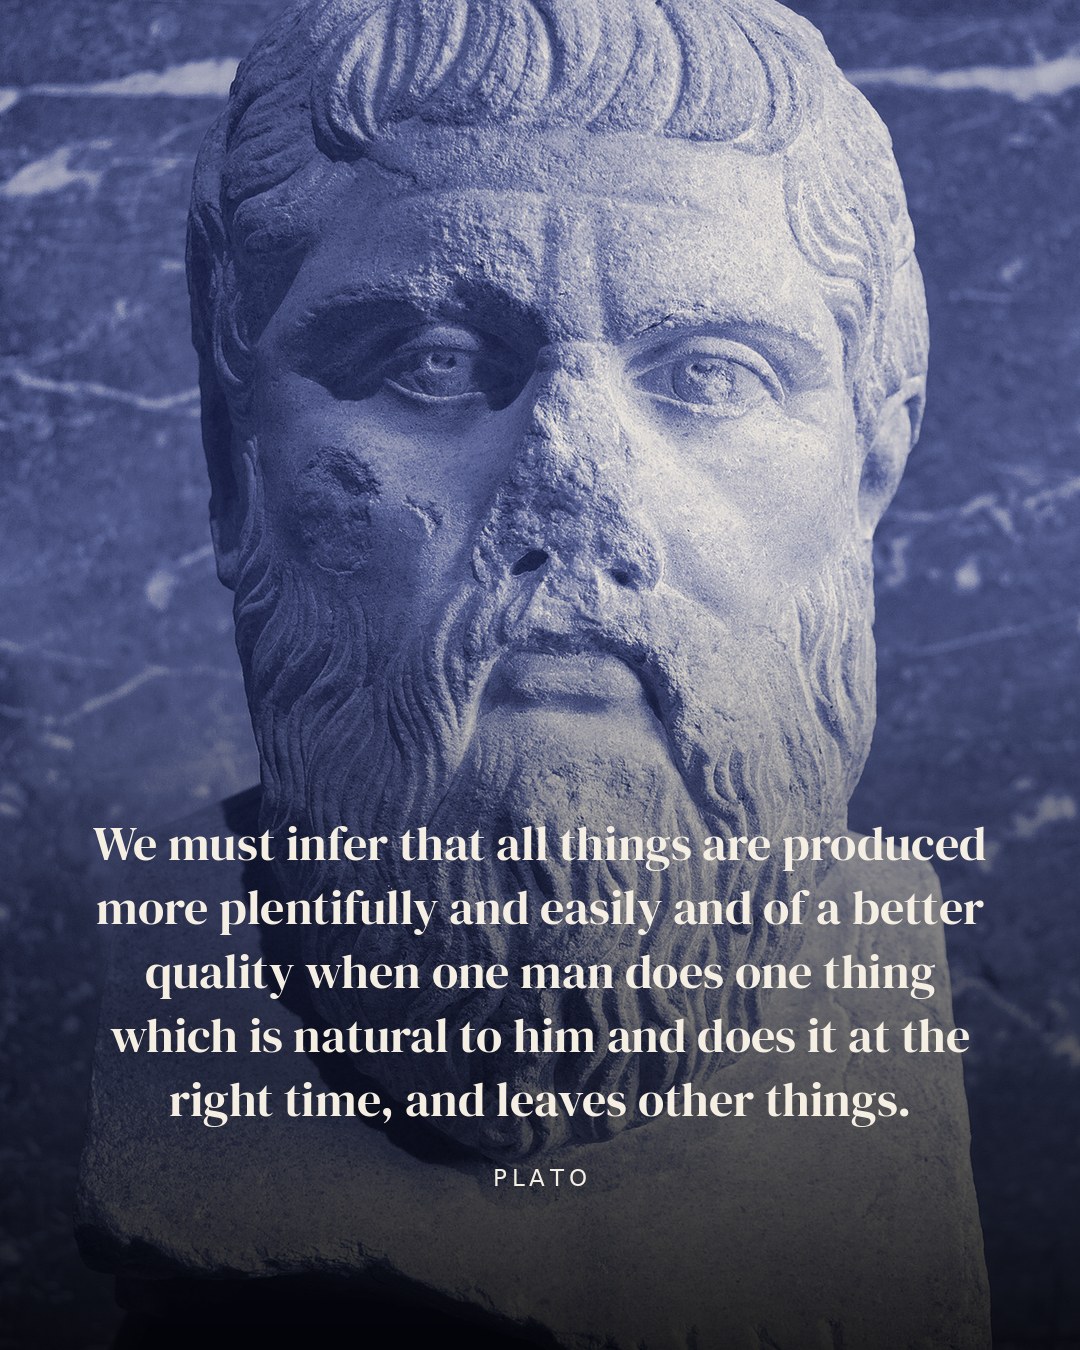 We must infer that all things are produced
more plentifully and easily and of a better
quality when one man does one thing
which is natural to him and does it at the
right time, and leaves other things.
PLATO